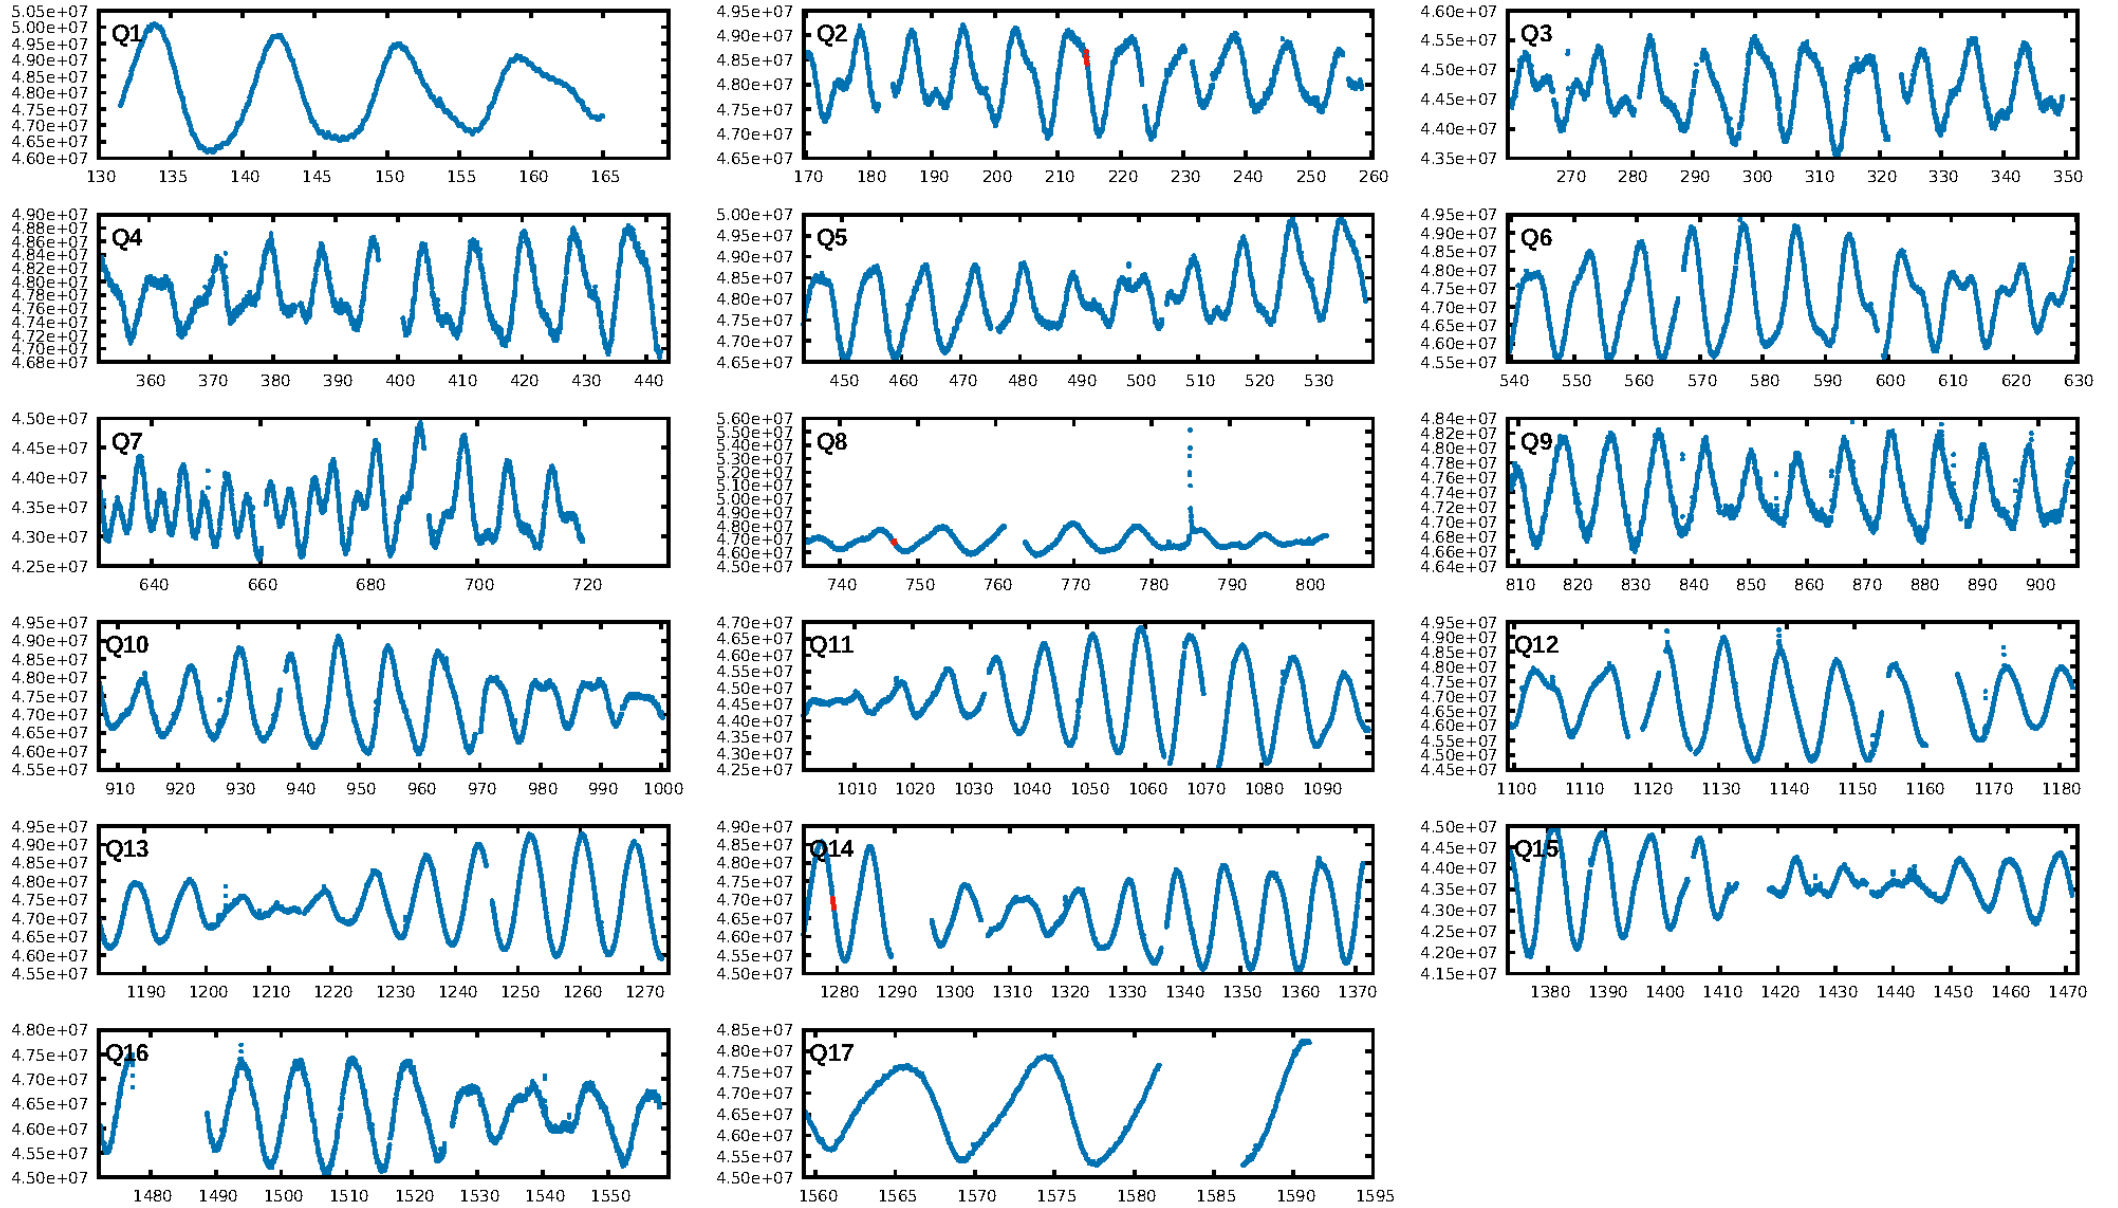 5.05e+07
5.00e+07
4.95e+07
4.90e+07
4.85e+07
4.80e+07
4.75e+07
4.70e+07
4.65e+07
4.60e+07
Q1
130 135 140 145 150 155 160 165
4.95e+07
4.90e+07
4.85e+07
4.80e+07
4.75e+07
4.70e+07
4.65e+07
Q2
170 180 190 200 210 220 230 240 250 260
4.60e+07
4.55e+07
4.50e+07
4.45e+07
4.40e+07
4.35e+07
Q3
270 280 290 300 310 320 330 340 350
4.90e+07
4.88e+07
4.86e+07
4.84e+07
4.82e+07
4.80e+07
4.78e+07
4.76e+07
4.74e+07
4.72e+07
4.70e+07
4.68e+07
Q4
360 370 380 390 400 410 420 430 440
5.00e+07
4.95e+07
4.90e+07
4.85e+07
4.80e+07
4.75e+07
4.70e+07
4.65e+07
Q5
450 460 470 480 490 500 510 520 530
4.95e+07
4.90e+07
4.85e+07
4.80e+07
4.75e+07
4.70e+07
4.65e+07
4.60e+07
4.55e+07
Q6
540 550 560 570 580 590 600 610 620 630
4.50e+07
4.45e+07
4.40e+07
4.35e+07
4.30e+07
4.25e+07
Q7
640 660 680 700 720
5.60e+07
5.50e+07
5.40e+07
5.30e+07
5.20e+07
5.10e+07
5.00e+07
4.90e+07
4.80e+07
4.70e+07
4.60e+07
4.50e+07
Q8
740 750 760 770 780 790 800
4.84e+07
4.82e+07
4.80e+07
4.78e+07
4.76e+07
4.74e+07
4.72e+07
4.70e+07
4.68e+07
4.66e+07
4.64e+07
Q9
810 820 830 840 850 860 870 880 890 900
4.95e+07
4.90e+07
4.85e+07
4.80e+07
4.75e+07
4.70e+07
4.65e+07
4.60e+07
4.55e+07
Q10
910 920 930 940 950 960 970 980 990 1000
4.70e+07
4.65e+07
4.60e+07
4.55e+07
4.50e+07
4.45e+07
4.40e+07
4.35e+07
4.30e+07
4.25e+07
Q11
1010 1020 1030 1040 1050 1060 1070 1080 1090
4.95e+07
4.90e+07
4.85e+07
4.80e+07
4.75e+07
4.70e+07
4.65e+07
4.60e+07
4.55e+07
4.50e+07
4.45e+07
Q12
1100 1110 1120 1130 1140 1150 1160 1170 1180
4.95e+07
4.90e+07
4.85e+07
4.80e+07
4.75e+07
4.70e+07
4.65e+07
4.60e+07
4.55e+07
Q13
1190 1200 1210 1220 1230 1240 1250 1260 1270
4.90e+07
4.85e+07
4.80e+07
4.75e+07
4.70e+07
4.65e+07
4.60e+07
4.55e+07
4.50e+07
Q14
1280 1290 1300 1310 1320 1330 1340 1350 1360 1370
4.50e+07
4.45e+07
4.40e+07
4.35e+07
4.30e+07
4.25e+07
4.20e+07
4.15e+07
Q15
1380 1390 1400 1410 1420 1430 1440 1450 1460 1470
4.80e+07
4.75e+07
4.70e+07
4.65e+07
4.60e+07
4.55e+07
4.50e+07
Q16
1480 1490 1500 1510 1520 1530 1540 1550
4.85e+07
4.80e+07
4.75e+07
4.70e+07
4.65e+07
4.60e+07
4.55e+07
4.50e+07
Q17
1560 1565 1570 1575 1580 1585 1590 1595